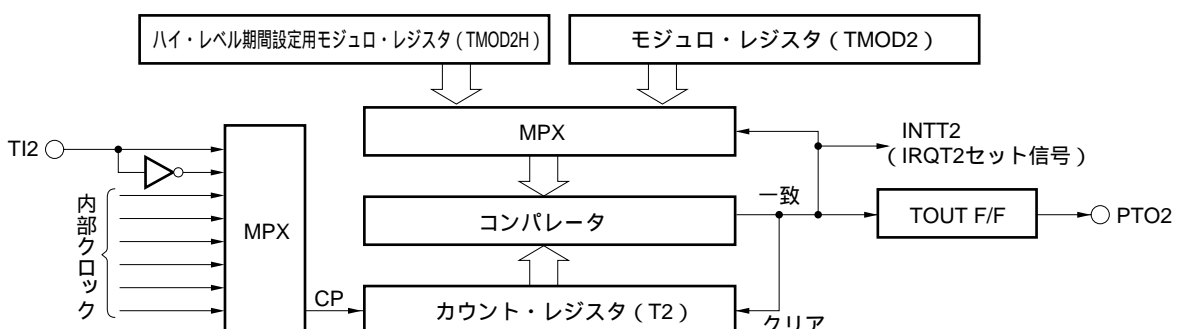 ハイ・レベル期間設定用モジュロ・レジスタ(TMOD2H)
モジュロ・レジスタ(TMOD2)
MPX
INTT2
(IRQT2セット信号)
TI2
一致
内部クロック
MPX
コンパレータ
TOUT F/F
PTO2
CP
カウント・レジスタ(T2)
クリア